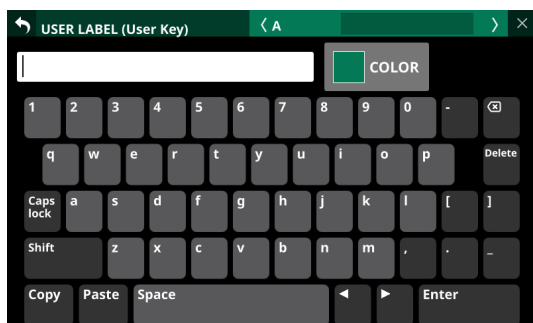 USER LABEL (User Key) 〈 A 〉 ×
COLOR
1 2 3 4 5 6 7 8 9 0 -
q w e r t y u i o p Delete
Caps lock a s d f g h j k l [ ]
Shift z x c v b n m , . _
Copy Paste Space ◀ ▶ Enter